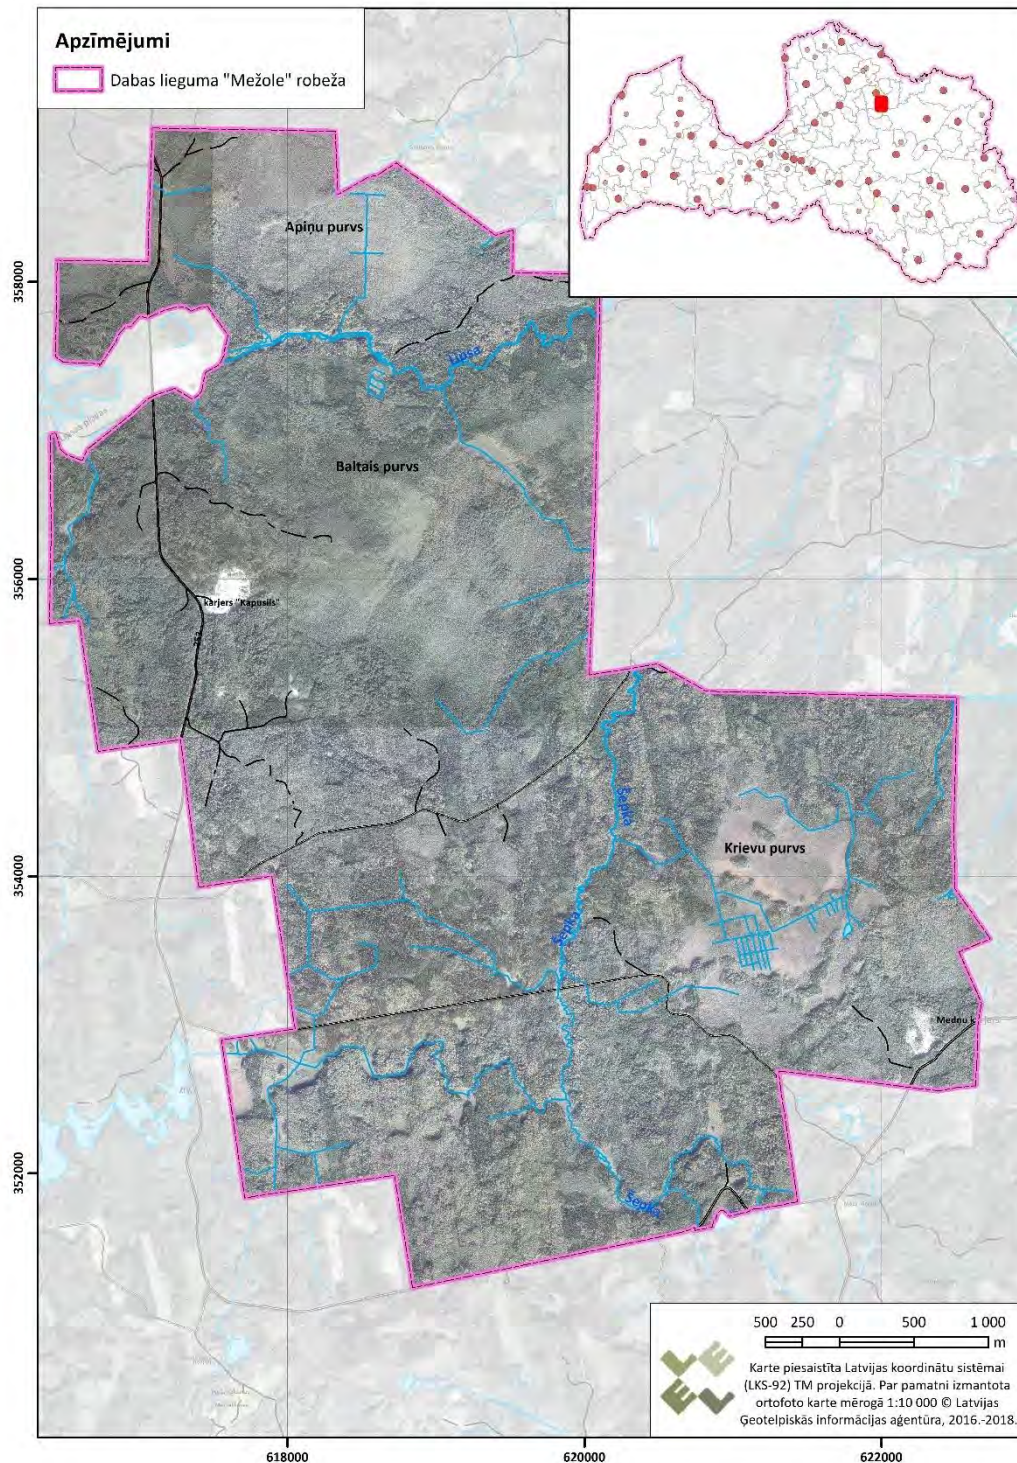 Apzīmējumi
Dabas lieguma "Mežole" robeža
Apiņu purvs
358000
Lūsa
Baltais purvs
356000
karjers "Kapusils"
Šepka
Krievu purvs
354000
Šepka
Mednu k
352000
Šepka
500 250 0 500 1 000
m
Karte piesaistīta Latvijas koordinātu sistēmai
(LKS-92) TM projekcijā. Par pamatni izmantota
ortofoto karte mērogā 1:10 000 © Latvijas
Ģeotelpiskās informācijas aģentūra, 2016.-2018.
618000 620000 622000